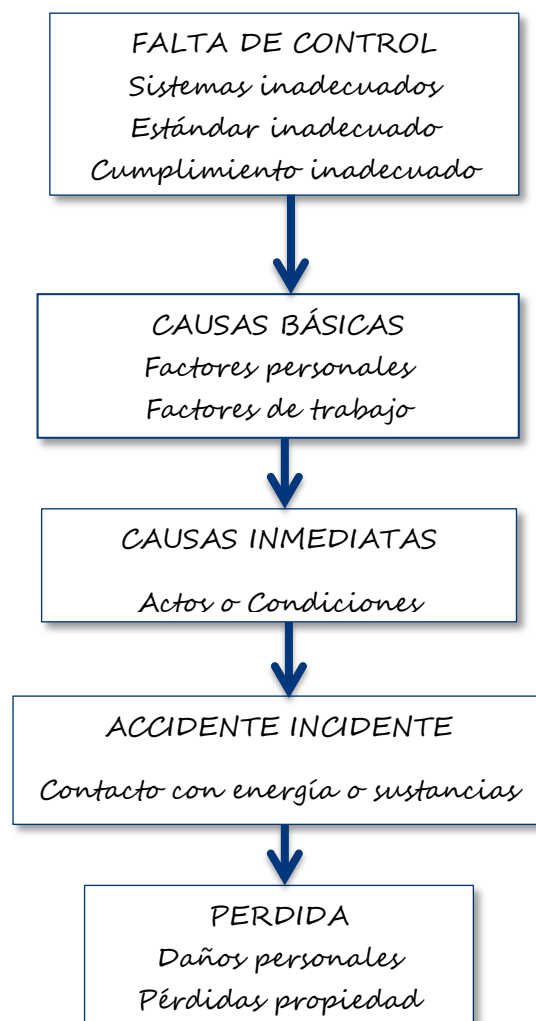 FALTA DE CONTROL
Sistemas inadecuados
Estándar inadecuado
Cumplimiento inadecuado
CAUSAS BÁSICAS
Factores personales
Factores de trabajo
CAUSAS INMEDIATAS
Actos o Condiciones
ACCIDENTE INCIDENTE
Contacto con energía o sustancias
PERDIDA
Daños personales
Pérdidas propiedad